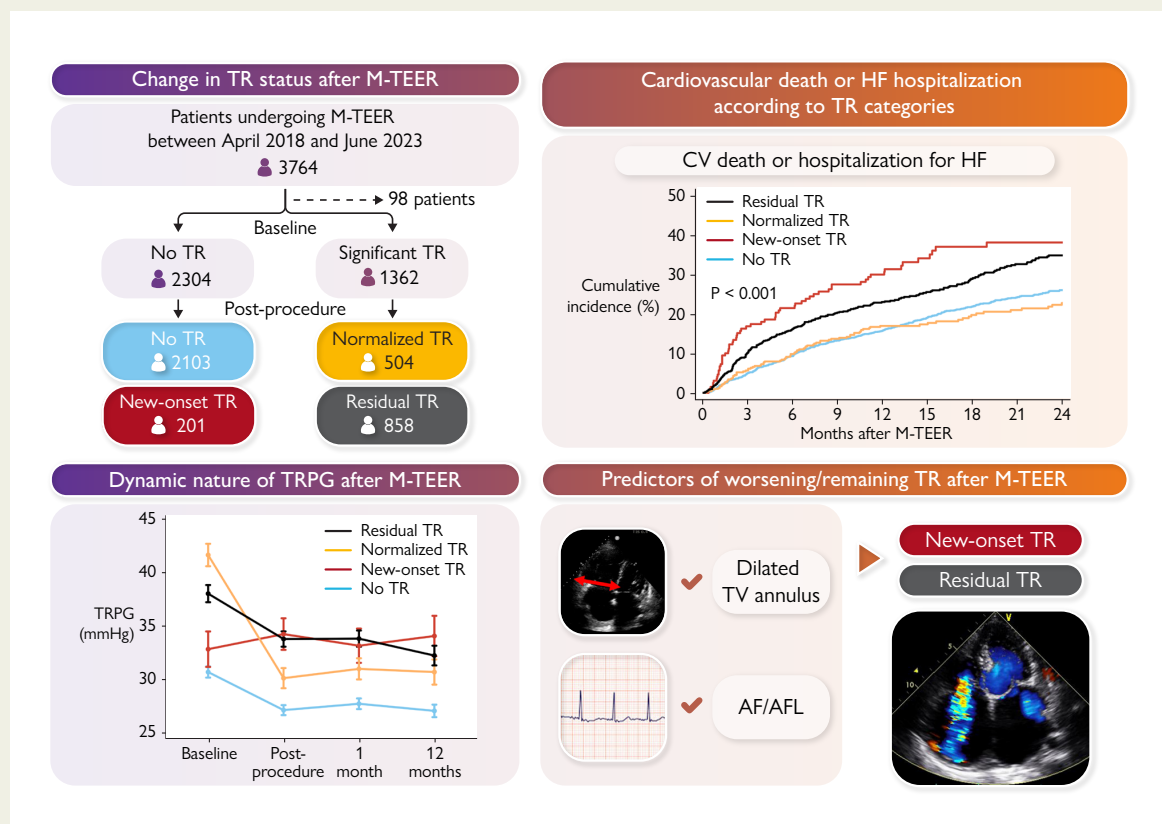 Change in TR status after M-TEER
Patients undergoing M-TEER
between April 2018 and June 2023
3764
98 patients
Baseline
No TR
2304
Significant TR
1362
Post-procedure
No TR
2103
Normalized TR
504
New-onset TR
201
Residual TR
858
Cardiovascular death or HF hospitalization
according to TR categories
CV death or hospitalization for HF
50
40
30
20
10
0
Cumulative
incidence (%)
Residual TR
Normalized TR
New-onset TR
No TR
P < 0.001
0 3 6 9 12 15 18 21 24
Months after M-TEER
Dynamic nature of TRPG after M-TEER
45
40
35
30
25
TRPG
(mmHg)
Residual TR
Normalized TR
New-onset TR
No TR
Baseline
Post-
procedure
1
month
12
months
Predictors of worsening/remaining TR after M-TEER
Dilated
TV annulus
AF/AFL
New-onset TR
Residual TR
V
5
10